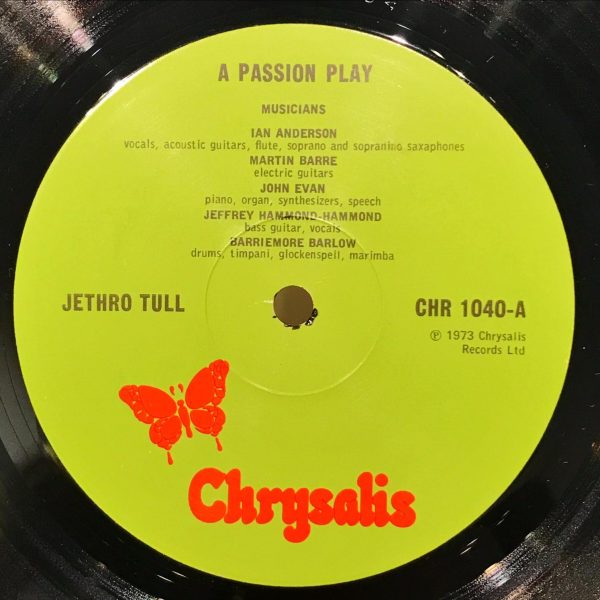 A PASSION PLAY
MUSICIANS
IAN ANDERSON
vocals, acoustic guitars, flute, soprano and sopranino saxaphones
MARTIN BARRE
electric guitars
JOHN EVAN
piano, organ, synthesizers, speech
JEFFREY HAMMOND-HAMMOND
bass guitar, vocals
BARRIEMORE BARLOW
drums, timpani, glockenspell, marimba
JETHRO TULL
CHR 1040-A
℗ 1973 Chrysalis
Records Ltd
Chrysalis